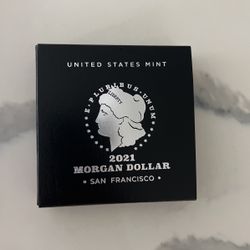 UNITED STATES MINT
E·PLURIBUS·UNUM
LIBERTY
2021
MORGAN DOLLAR
• SAN FRANCISCO •